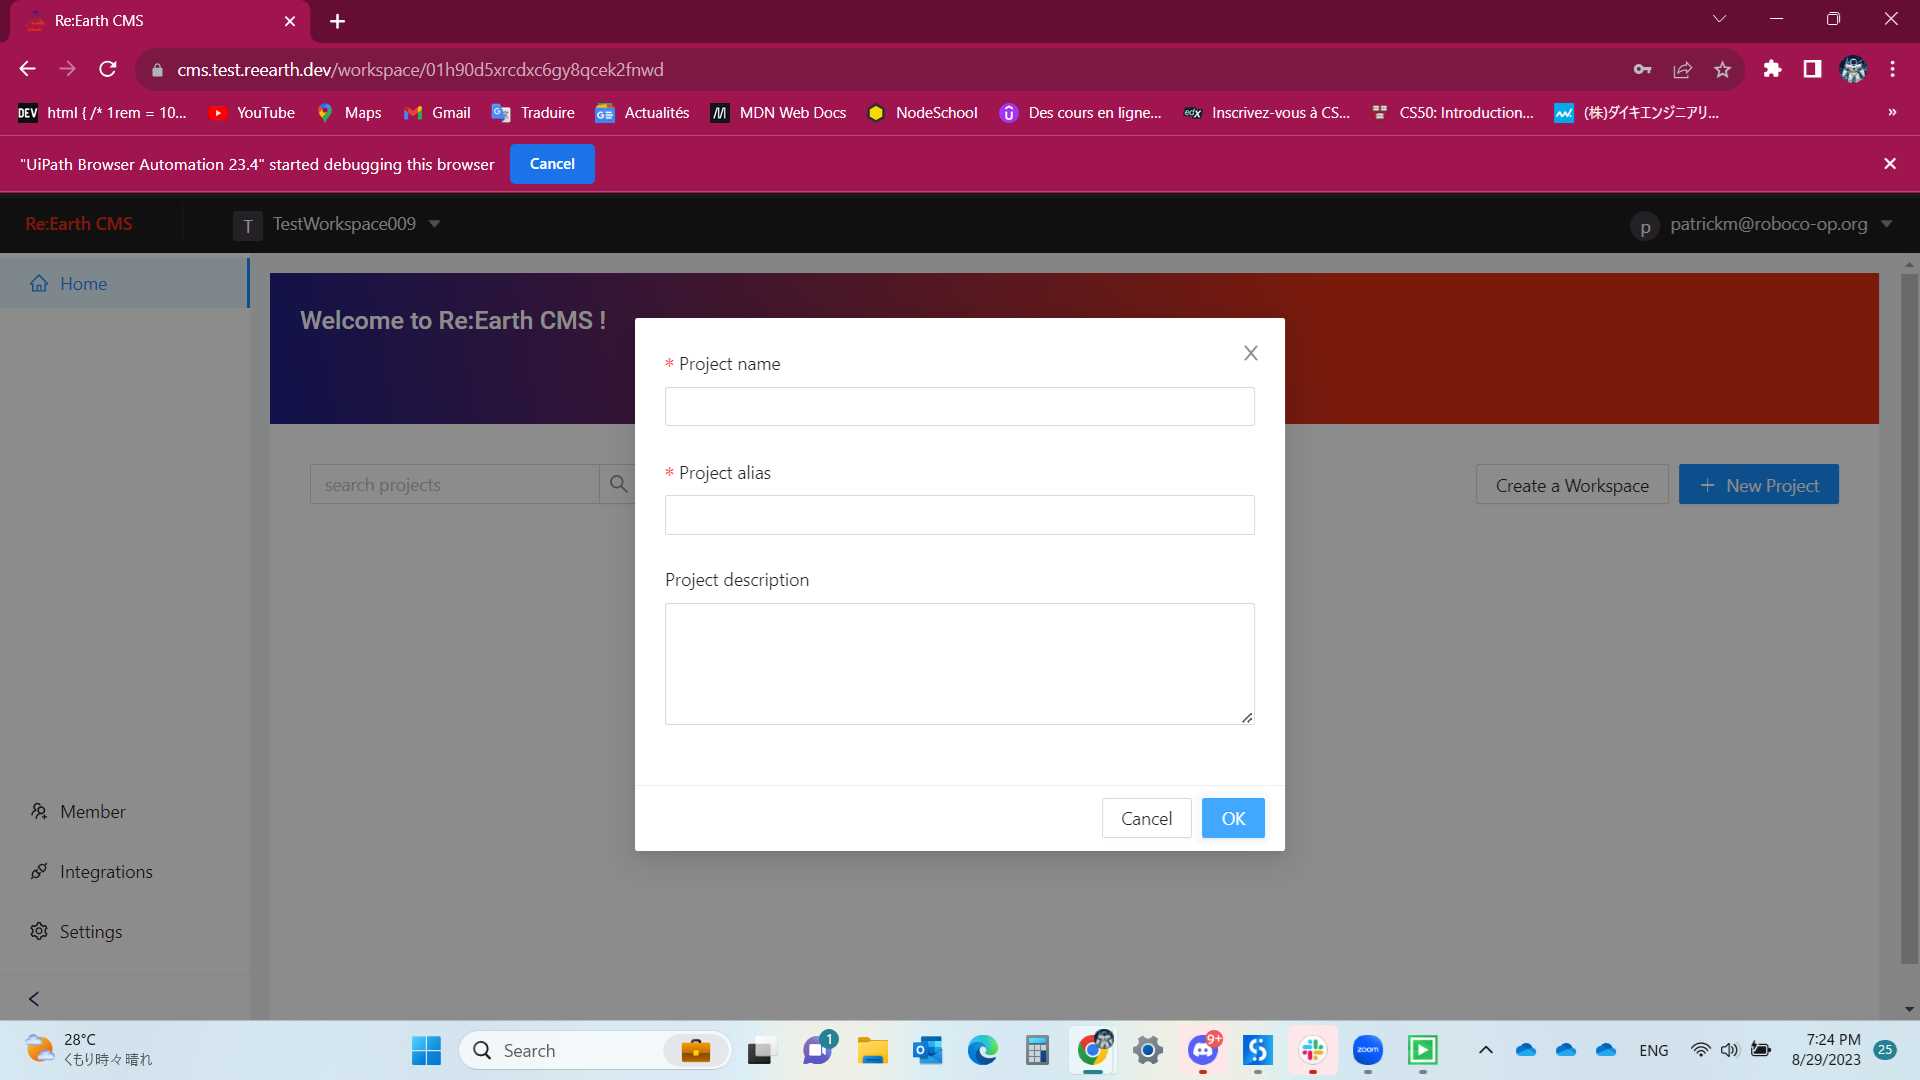 Re:Earth CMS
cms.test.reearth.dev/workspace/01h90d5xrcdxc6gy8qcek2fnwd
DEV html { /* 1rem = 10... YouTube Maps Gmail Traduire Actualités MDN Web Docs NodeSchool Des cours en ligne... edX Inscrivez-vous à CS... CS50: Introduction... (株)ダイキエンジニアリ... »
"UiPath Browser Automation 23.4" started debugging this browser Cancel
Re:Earth CMS T TestWorkspace009 p patrickm@roboco-op.org
Home
Welcome to Re:Earth CMS !
* Project name
* Project alias
search projects
Create a Workspace + New Project
Project description
Cancel OK
Member
Integrations
Settings
28°C
くもり時々晴れ
Search
1
9+
zoom
ENG
7:24 PM
8/29/2023
25